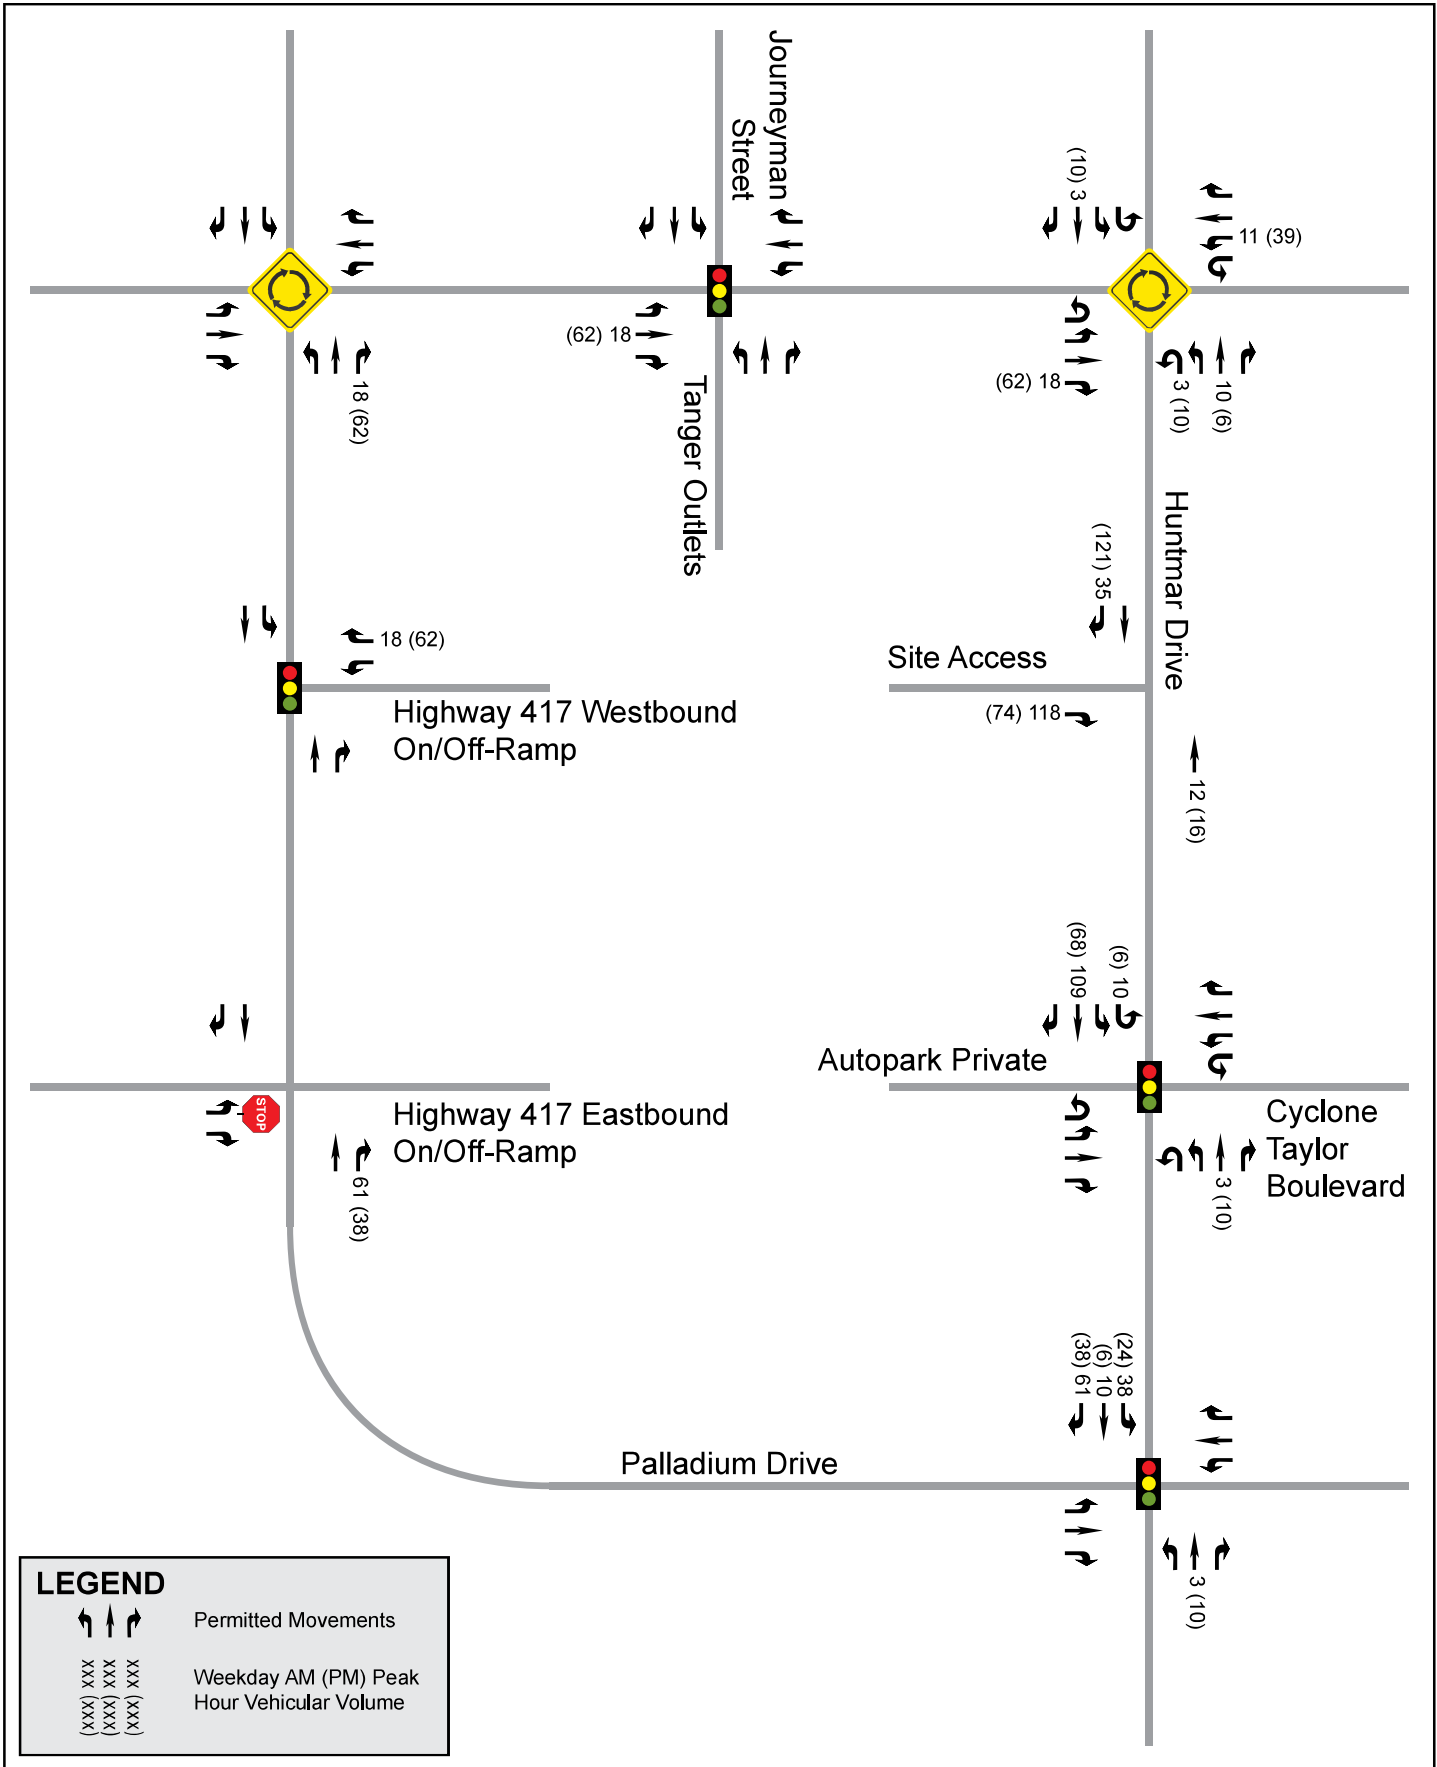 Journeyman
Street
(10) 3
11 (39)
(62) 18
(62) 18
18 (62)
3 (10)
10 (6)
Tanger Outlets
Huntmar Drive
(121) 35
18 (62)
Site Access
Highway 417 Westbound
On/Off-Ramp
(74) 118
12 (16)
(68) 109
(6) 10
Autopark Private
STOP
Highway 417 Eastbound
On/Off-Ramp
Cyclone
Taylor
Boulevard
61 (38)
3 (10)
(38) 61
(6) 10
(24) 38
Palladium Drive
3 (10)
LEGEND
Permitted Movements
xxx (xxx)
xxx (xxx)
xxx (xxx)
Weekday AM (PM) Peak
Hour Vehicular Volume